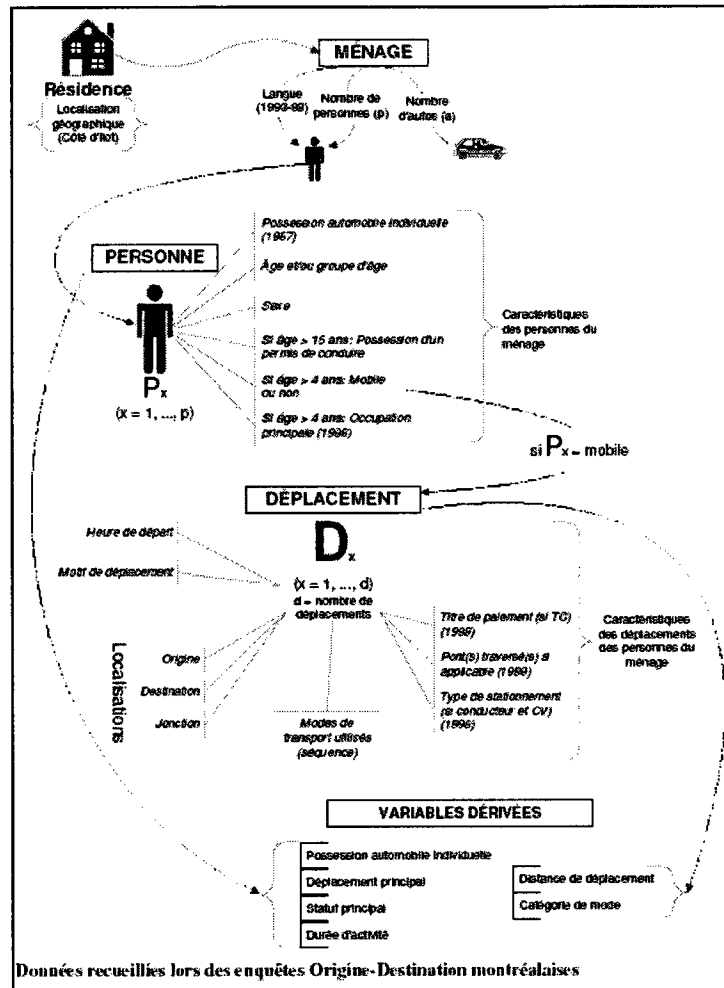 MÉNAGE
Résidence
Localisation
géographique
(Côté d'îlot)
Langue
(1993-98)
Nombre de
personnes (p)
Nombre
d'autos (a)
PERSONNE
Px
(x = 1, ..., p)
Possession automobile individuelle
(1987)
Âge et/ou groupe d'âge
Sexe
Si âge > 15 ans: Possession d'un
permis de conduire
Si âge > 4 ans: Mobile
ou non
Si âge > 4 ans: Occupation
principale (1998)
Caractéristiques
des personnes du
ménage
si Px = mobile
DÉPLACEMENT
Dx
(x = 1, ..., d)
d = nombre de
déplacements
Heure de départ
Motif de déplacement
Localisations
Origine
Destination
Jonction
Modes de
transport utilisés
(séquence)
Titre de paiement (si TC)
(1998)
Pont(s) traversé(s) si
applicable (1998)
Type de stationnement
(si conducteur et CV)
(1998)
Caractéristiques
des déplacements
des personnes du
ménage
VARIABLES DÉRIVÉES
Possession automobile individuelle
Déplacement principal
Statut principal
Durée d'activité
Distance de déplacement
Catégorie de mode
Données recueillies lors des enquêtes Origine-Destination montréalaises